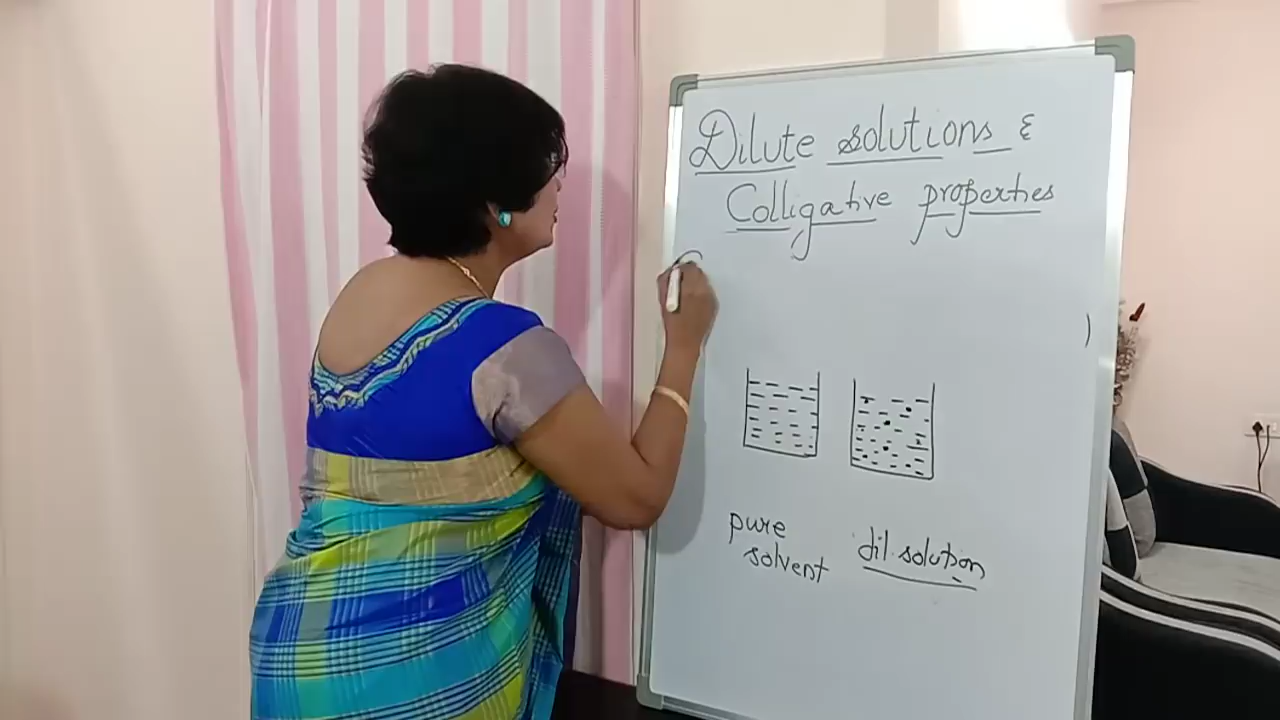 Dilute solutions &
Colligative properties
pure
solvent
dil. solution